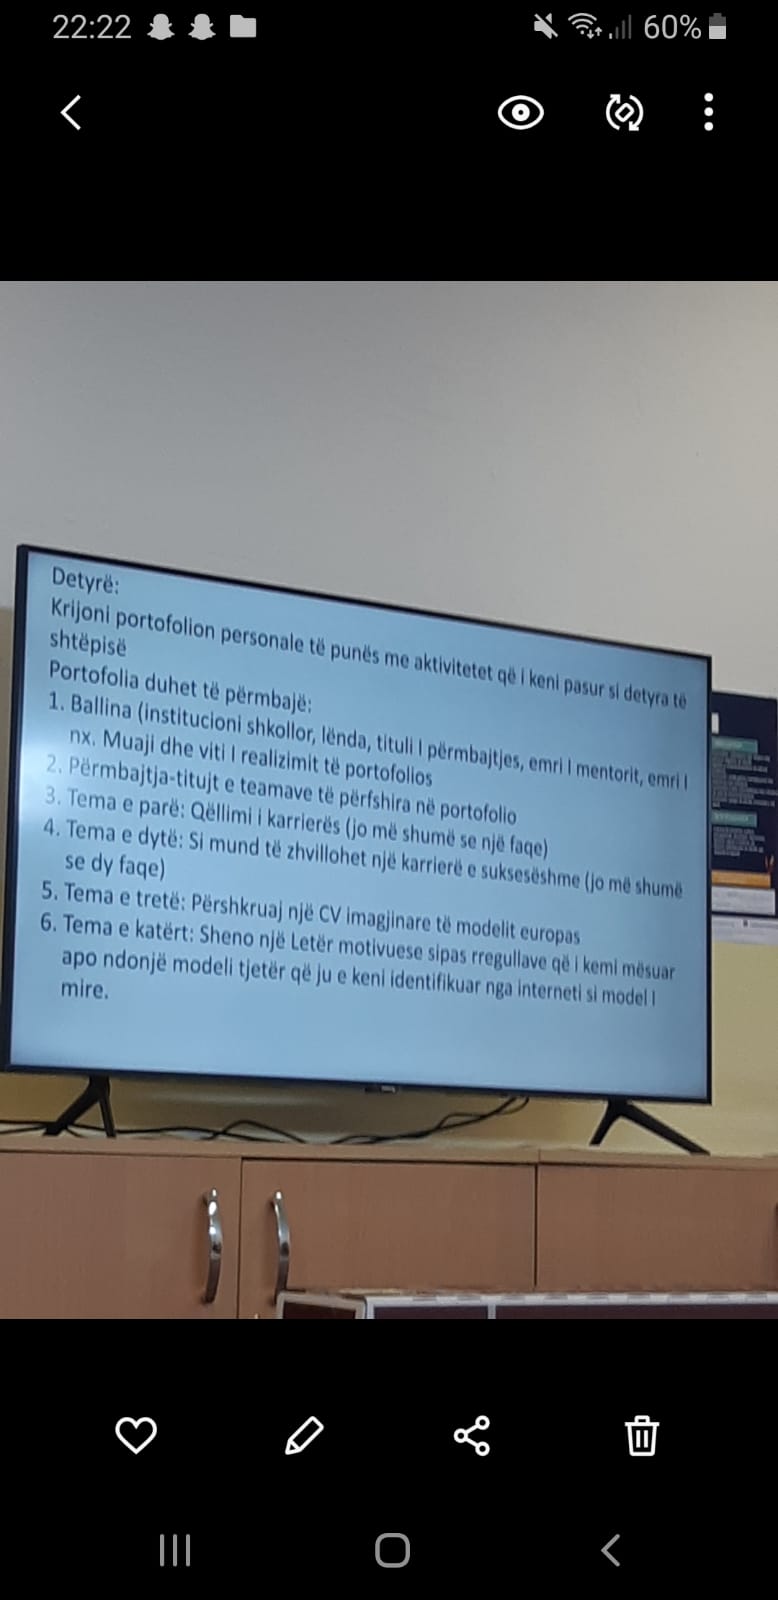 22:22
60%
Detyrë:
Krijoni portofolion personale të punës me aktivitetet që i keni pasur si detyra të
shtëpisë
Portofolia duhet të përmbajë:
1. Ballina (institucioni shkollor, lënda, tituli I përmbajtjes, emri I mentorit, emri I
nx. Muaji dhe viti I realizimit të portofolios
2. Përmbajtja-titujt e teamave të përfshira në portofolio
3. Tema e parë: Qëllimi i karrierës (jo më shumë se një faqe)
4. Tema e dytë: Si mund të zhvillohet një karrierë e suksesëshme (jo më shumë
se dy faqe)
5. Tema e tretë: Përshkruaj një CV imagjinare të modelit europas
6. Tema e katërt: Sheno një Letër motivuese sipas rregullave që i kemi mësuar
apo ndonjë modeli tjetër që ju e keni identifikuar nga interneti si model I
mire.